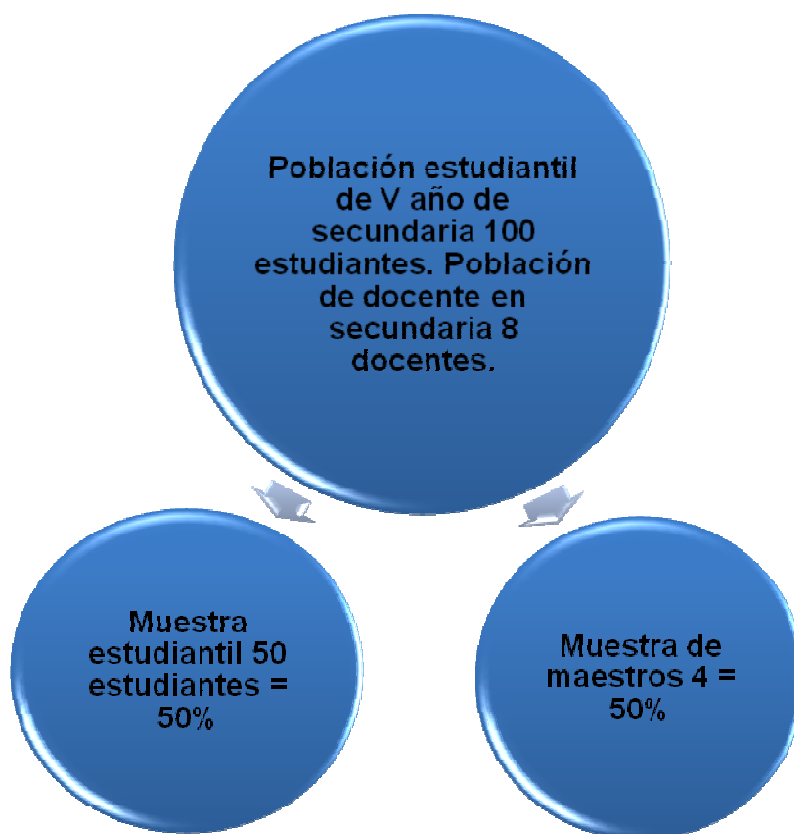 Población estudiantil
de V año de
secundaria 100
estudiantes. Población
de docente en
secundaria 8
docentes.
Muestra
estudiantil 50
estudiantes =
50%
Muestra de
maestros 4 =
50%